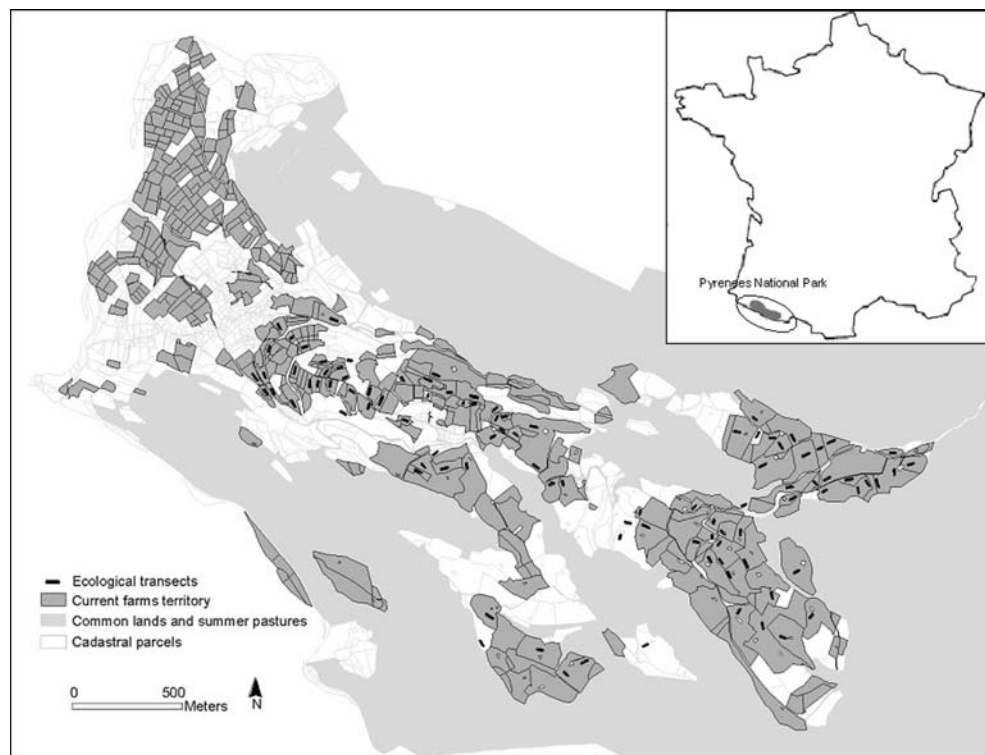 Pyrenees National Park
Ecological transects
Current farms territory
Common lands and summer pastures
Cadastral parcels
0 500
Meters
N